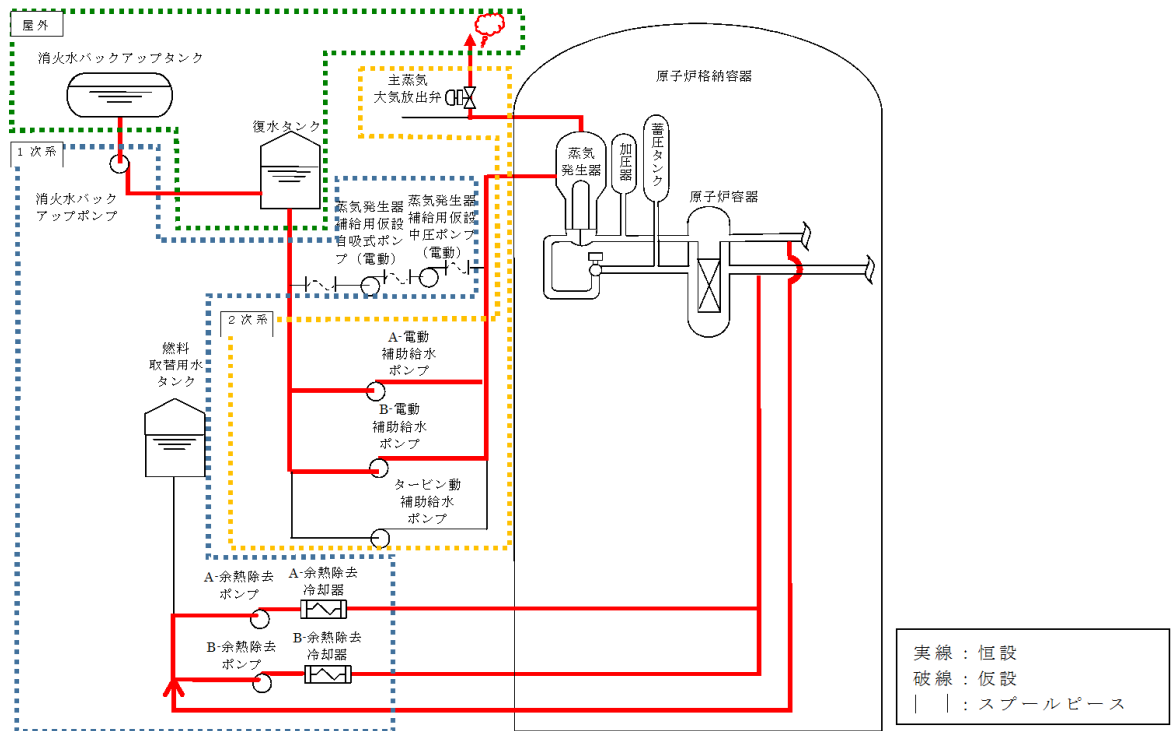 屋外
消火水バックアップタンク
主蒸気
大気放出弁
原子炉格納容器
復水タンク
1次系
消火水バック
アップポンプ
蒸気
発生器
加圧器
蓄圧タンク
原子炉容器
蒸気発生器
補給用仮設
自吸式ポン
プ（電動）
蒸気発生器
補給用仮設
中圧ポンプ
（電動）
2次系
燃料
取替用水
タンク
A-電動
補助給水
ポンプ
B-電動
補助給水
ポンプ
タービン動
補助給水
ポンプ
A-余熱除去
ポンプ
A-余熱除去
冷却器
B-余熱除去
ポンプ
B-余熱除去
冷却器
実線：恒設
破線：仮設
｜ ｜：スプールピース